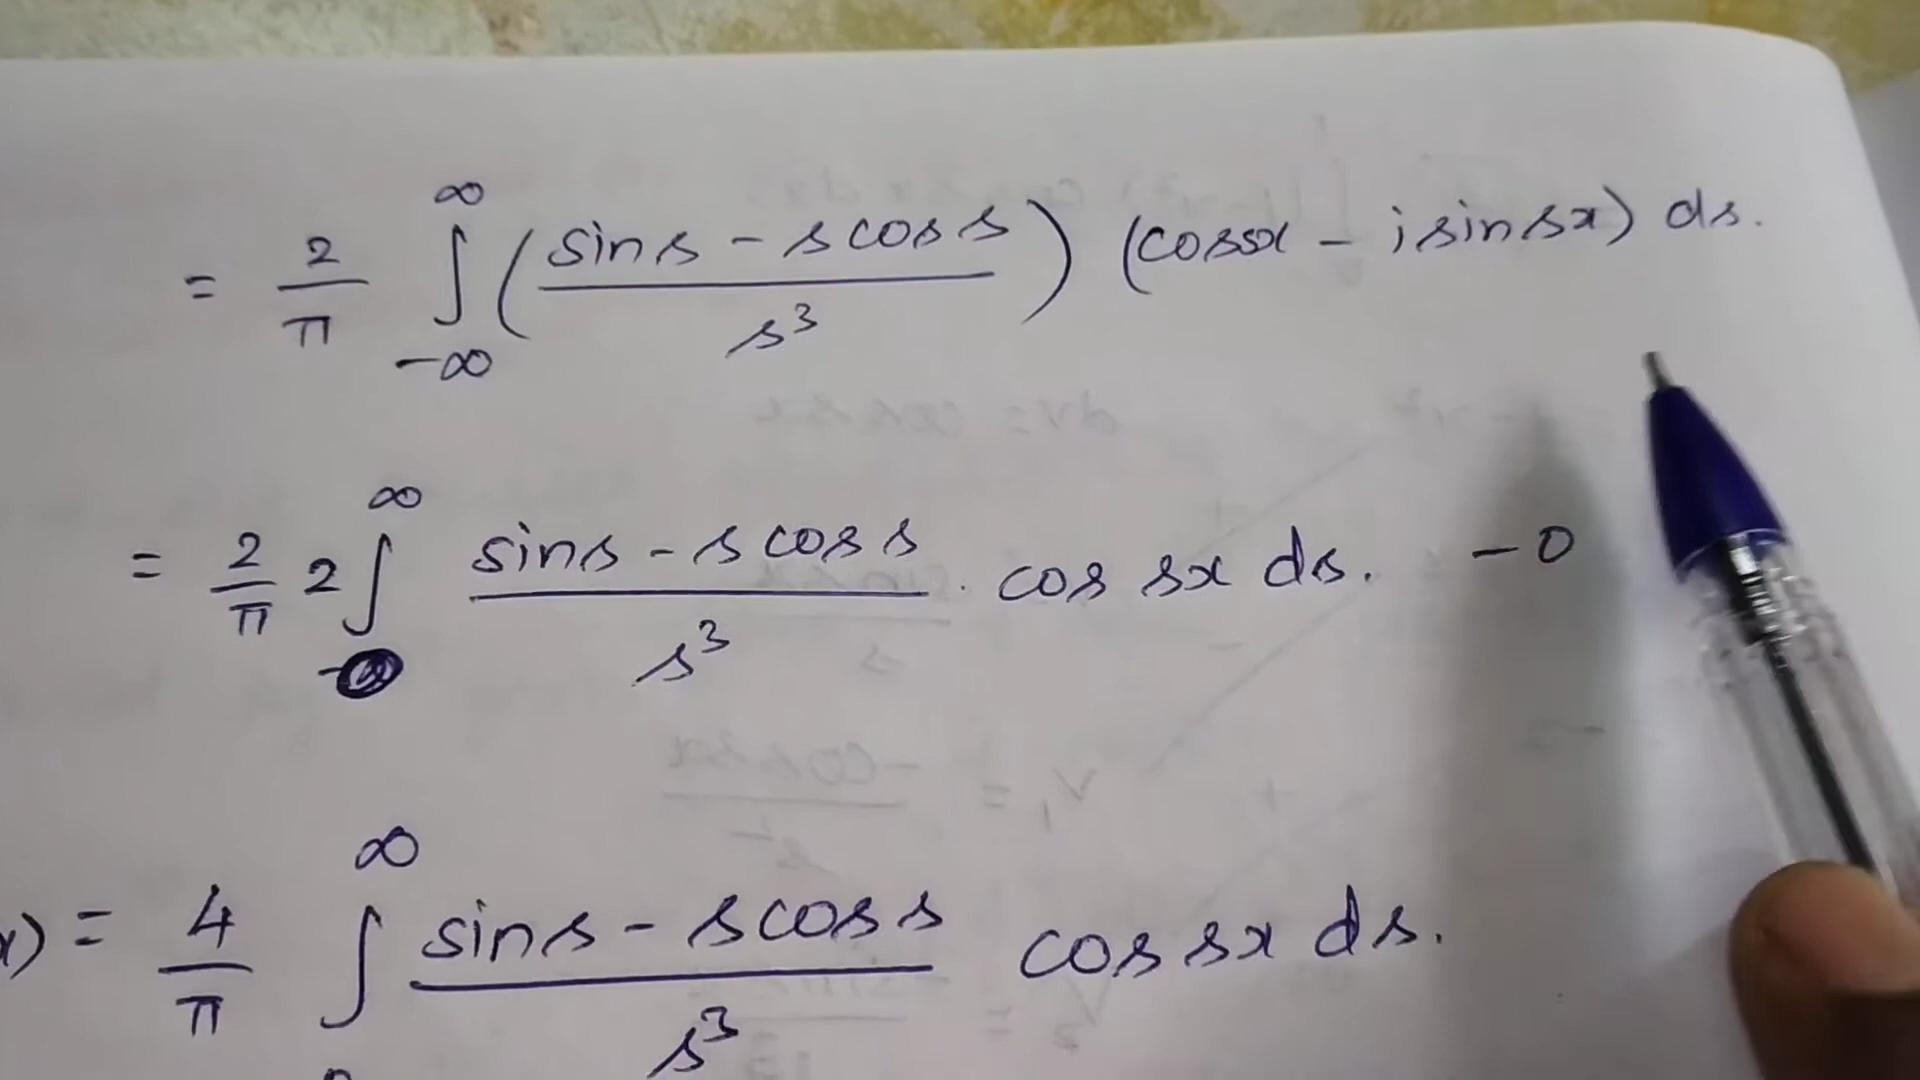 = 2/π ∫_{-∞}^{∞} ( (sin s - s cos s) / s³ ) (cos sx - i sin sx) ds.
= 2/π 2 ∫^{∞} (sin s - s cos s) / s³ . cos sx ds. - 0
x) = 4/π ∫^{∞} (sin s - s cos s) / s³ cos sx ds.